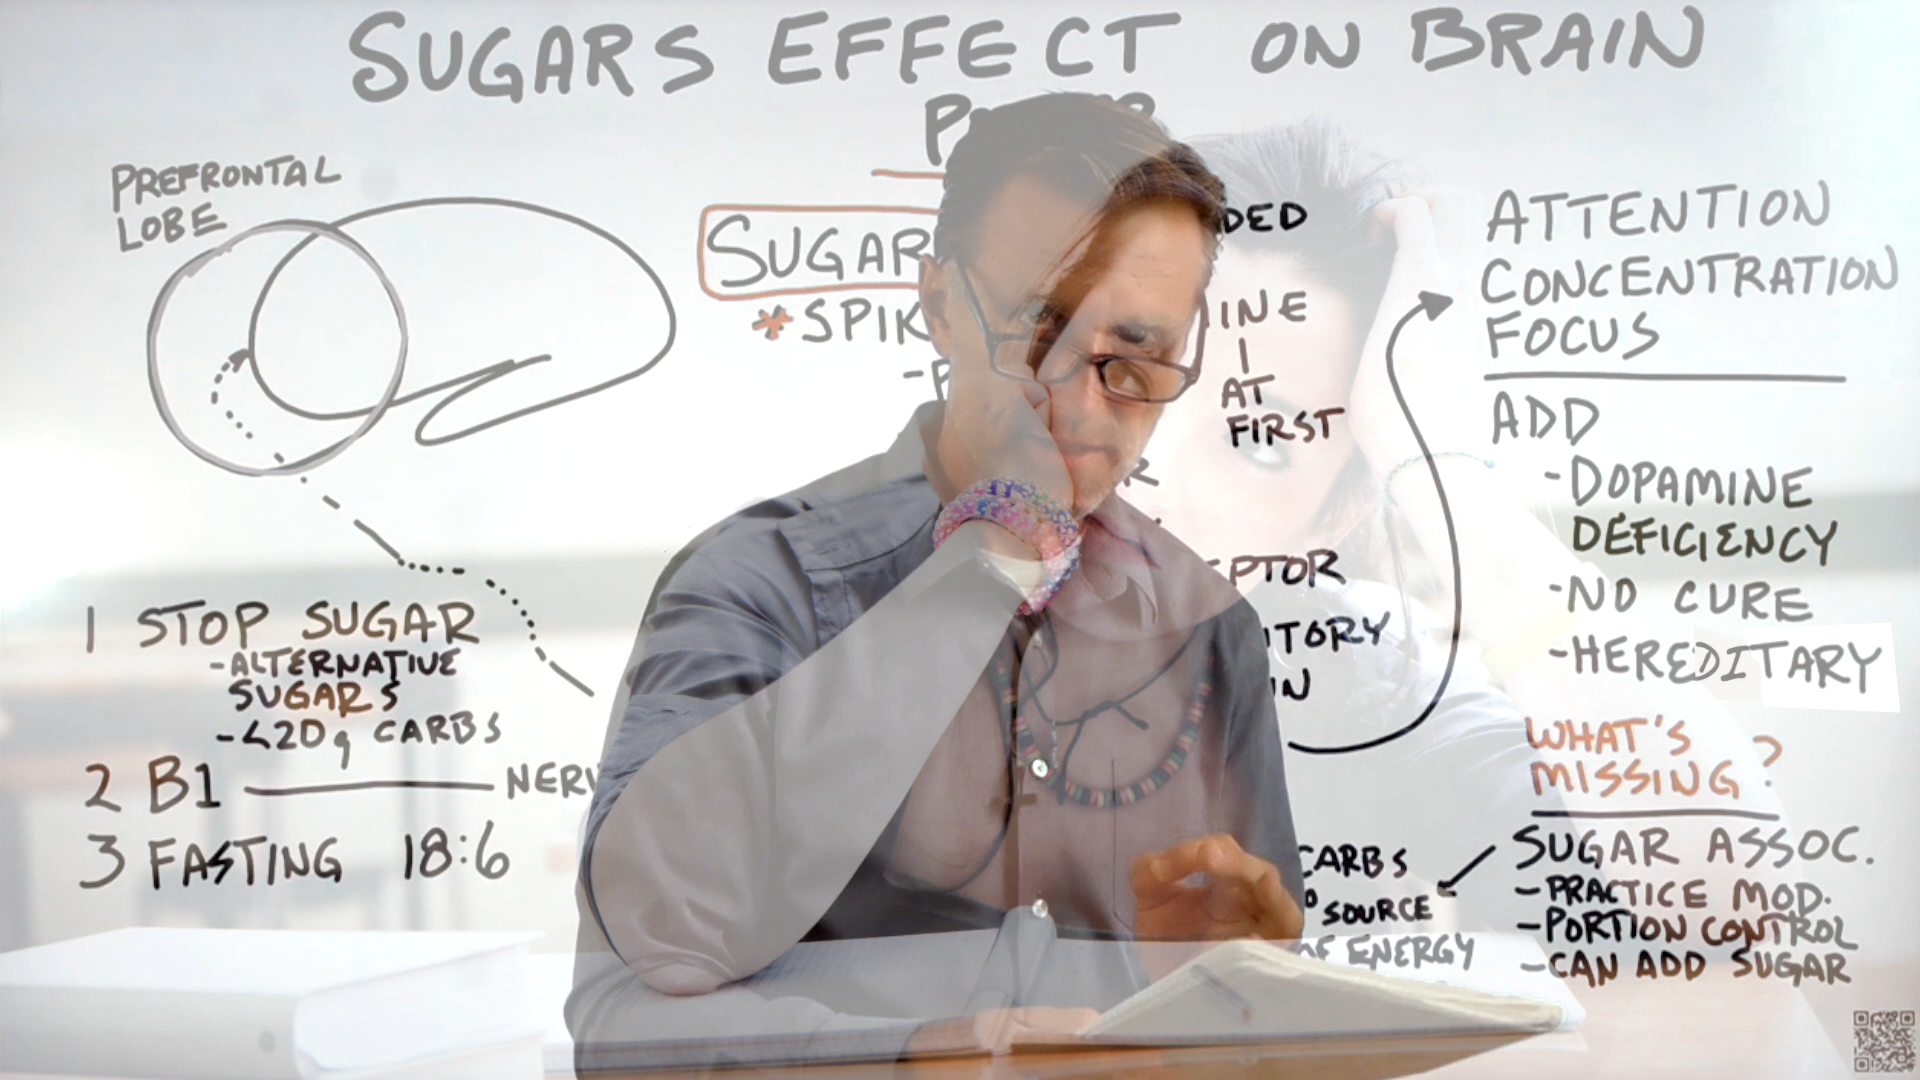 SUGARS EFFECT ON BRAIN
PREFRONTAL
LOBE
SUGAR
*SPIK
DED
INE
AT
FIRST
PTOR
ITORY
IN
ATTENTION
CONCENTRATION
FOCUS
ADD
-DOPAMINE
DEFICIENCY
-NO CURE
-HEREDITARY
WHAT'S
MISSING?
SUGAR ASSOC.
-PRACTICE MOD.
-PORTION CONTROL
-CAN ADD SUGAR
1 STOP SUGAR
-ALTERNATIVE
SUGARS
-<20g CARBS
2 B1 NERV
3 FASTING 18:6
CARBS
SOURCE
OF ENERGY